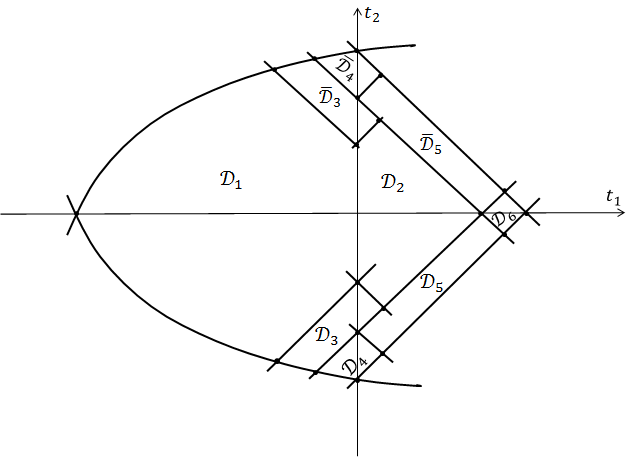 t₂
𝒟̅₄
𝒟̅₃
𝒟̅₅
𝒟₁
𝒟₂
t₁
𝒟₆
𝒟₅
𝒟₃
𝒟₄